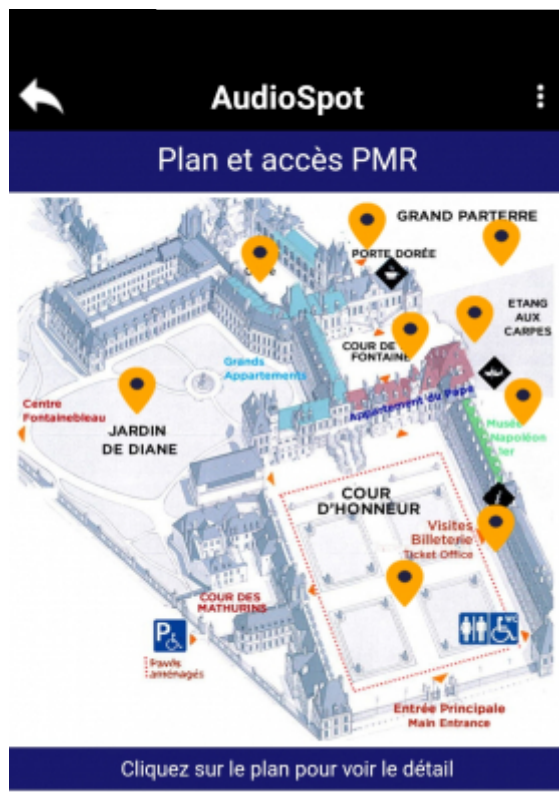 AudioSpot
Plan et accès PMR
GRAND PARTERRE
PORTE DORÉE
ETANG
AUX
CARPES
COUR DE
FONTAINE
Grands
Appartements
Appartement du Pape
Centre
Fontainebleau
JARDIN
DE DIANE
Musée
Napoléon
Ier
COUR
D'HONNEUR
Visites
Billeterie
Ticket Office
COUR DES
MATHURINS
P
WC
Pavés
aménagés
Entrée Principale
Main Entrance
Cliquez sur le plan pour voir le détail